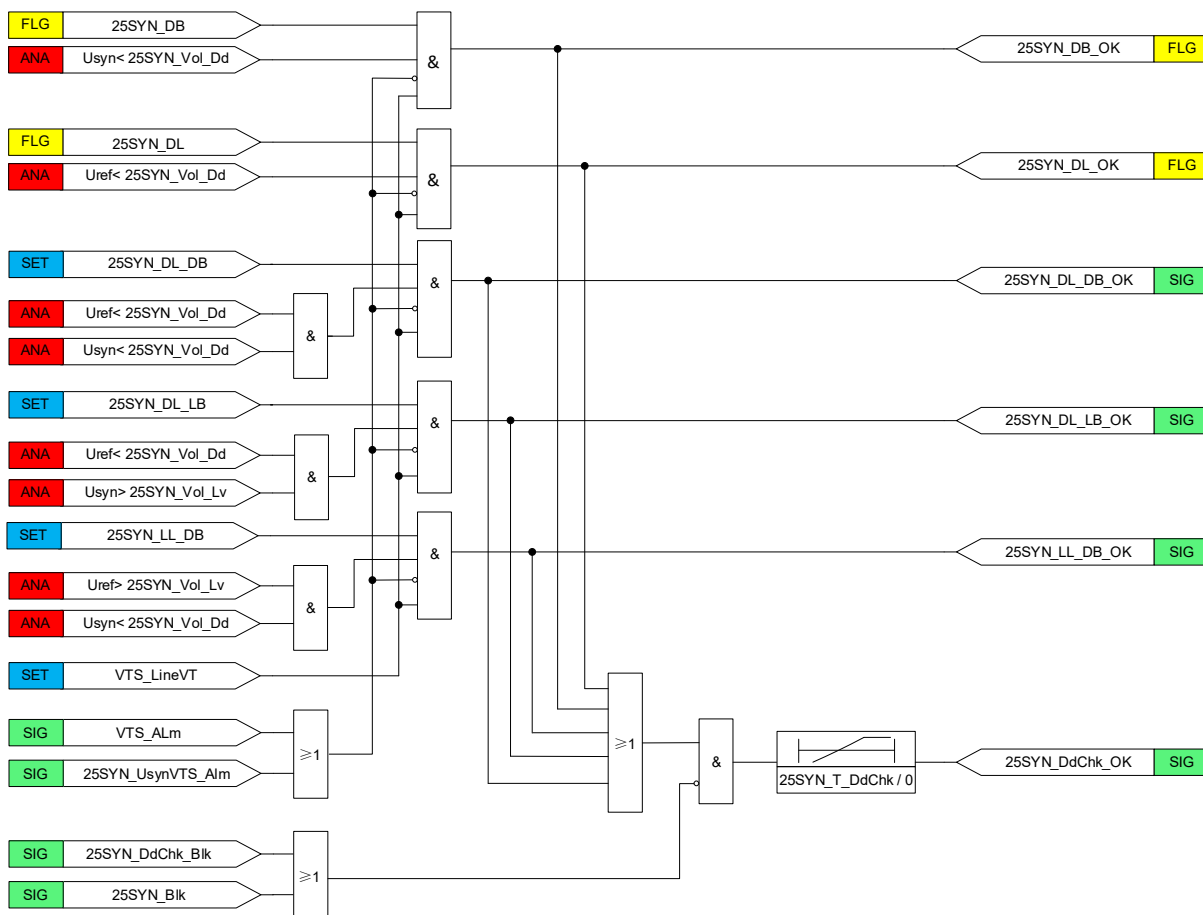 FLG 25SYN_DB
ANA Usyn< 25SYN_Vol_Dd
&
25SYN_DB_OK FLG
FLG 25SYN_DL
ANA Uref< 25SYN_Vol_Dd
&
25SYN_DL_OK FLG
SET 25SYN_DL_DB
ANA Uref< 25SYN_Vol_Dd
ANA Usyn< 25SYN_Vol_Dd
&
&
25SYN_DL_DB_OK SIG
SET 25SYN_DL_LB
ANA Uref< 25SYN_Vol_Dd
ANA Usyn> 25SYN_Vol_Lv
&
&
25SYN_DL_LB_OK SIG
SET 25SYN_LL_DB
ANA Uref> 25SYN_Vol_Lv
ANA Usyn< 25SYN_Vol_Dd
&
&
25SYN_LL_DB_OK SIG
SET VTS_LineVT
SIG VTS_ALm
SIG 25SYN_UsynVTS_Alm
≥1
≥1
&
25SYN_T_DdChk / 0
25SYN_DdChk_OK SIG
SIG 25SYN_DdChk_Blk
SIG 25SYN_Blk
≥1